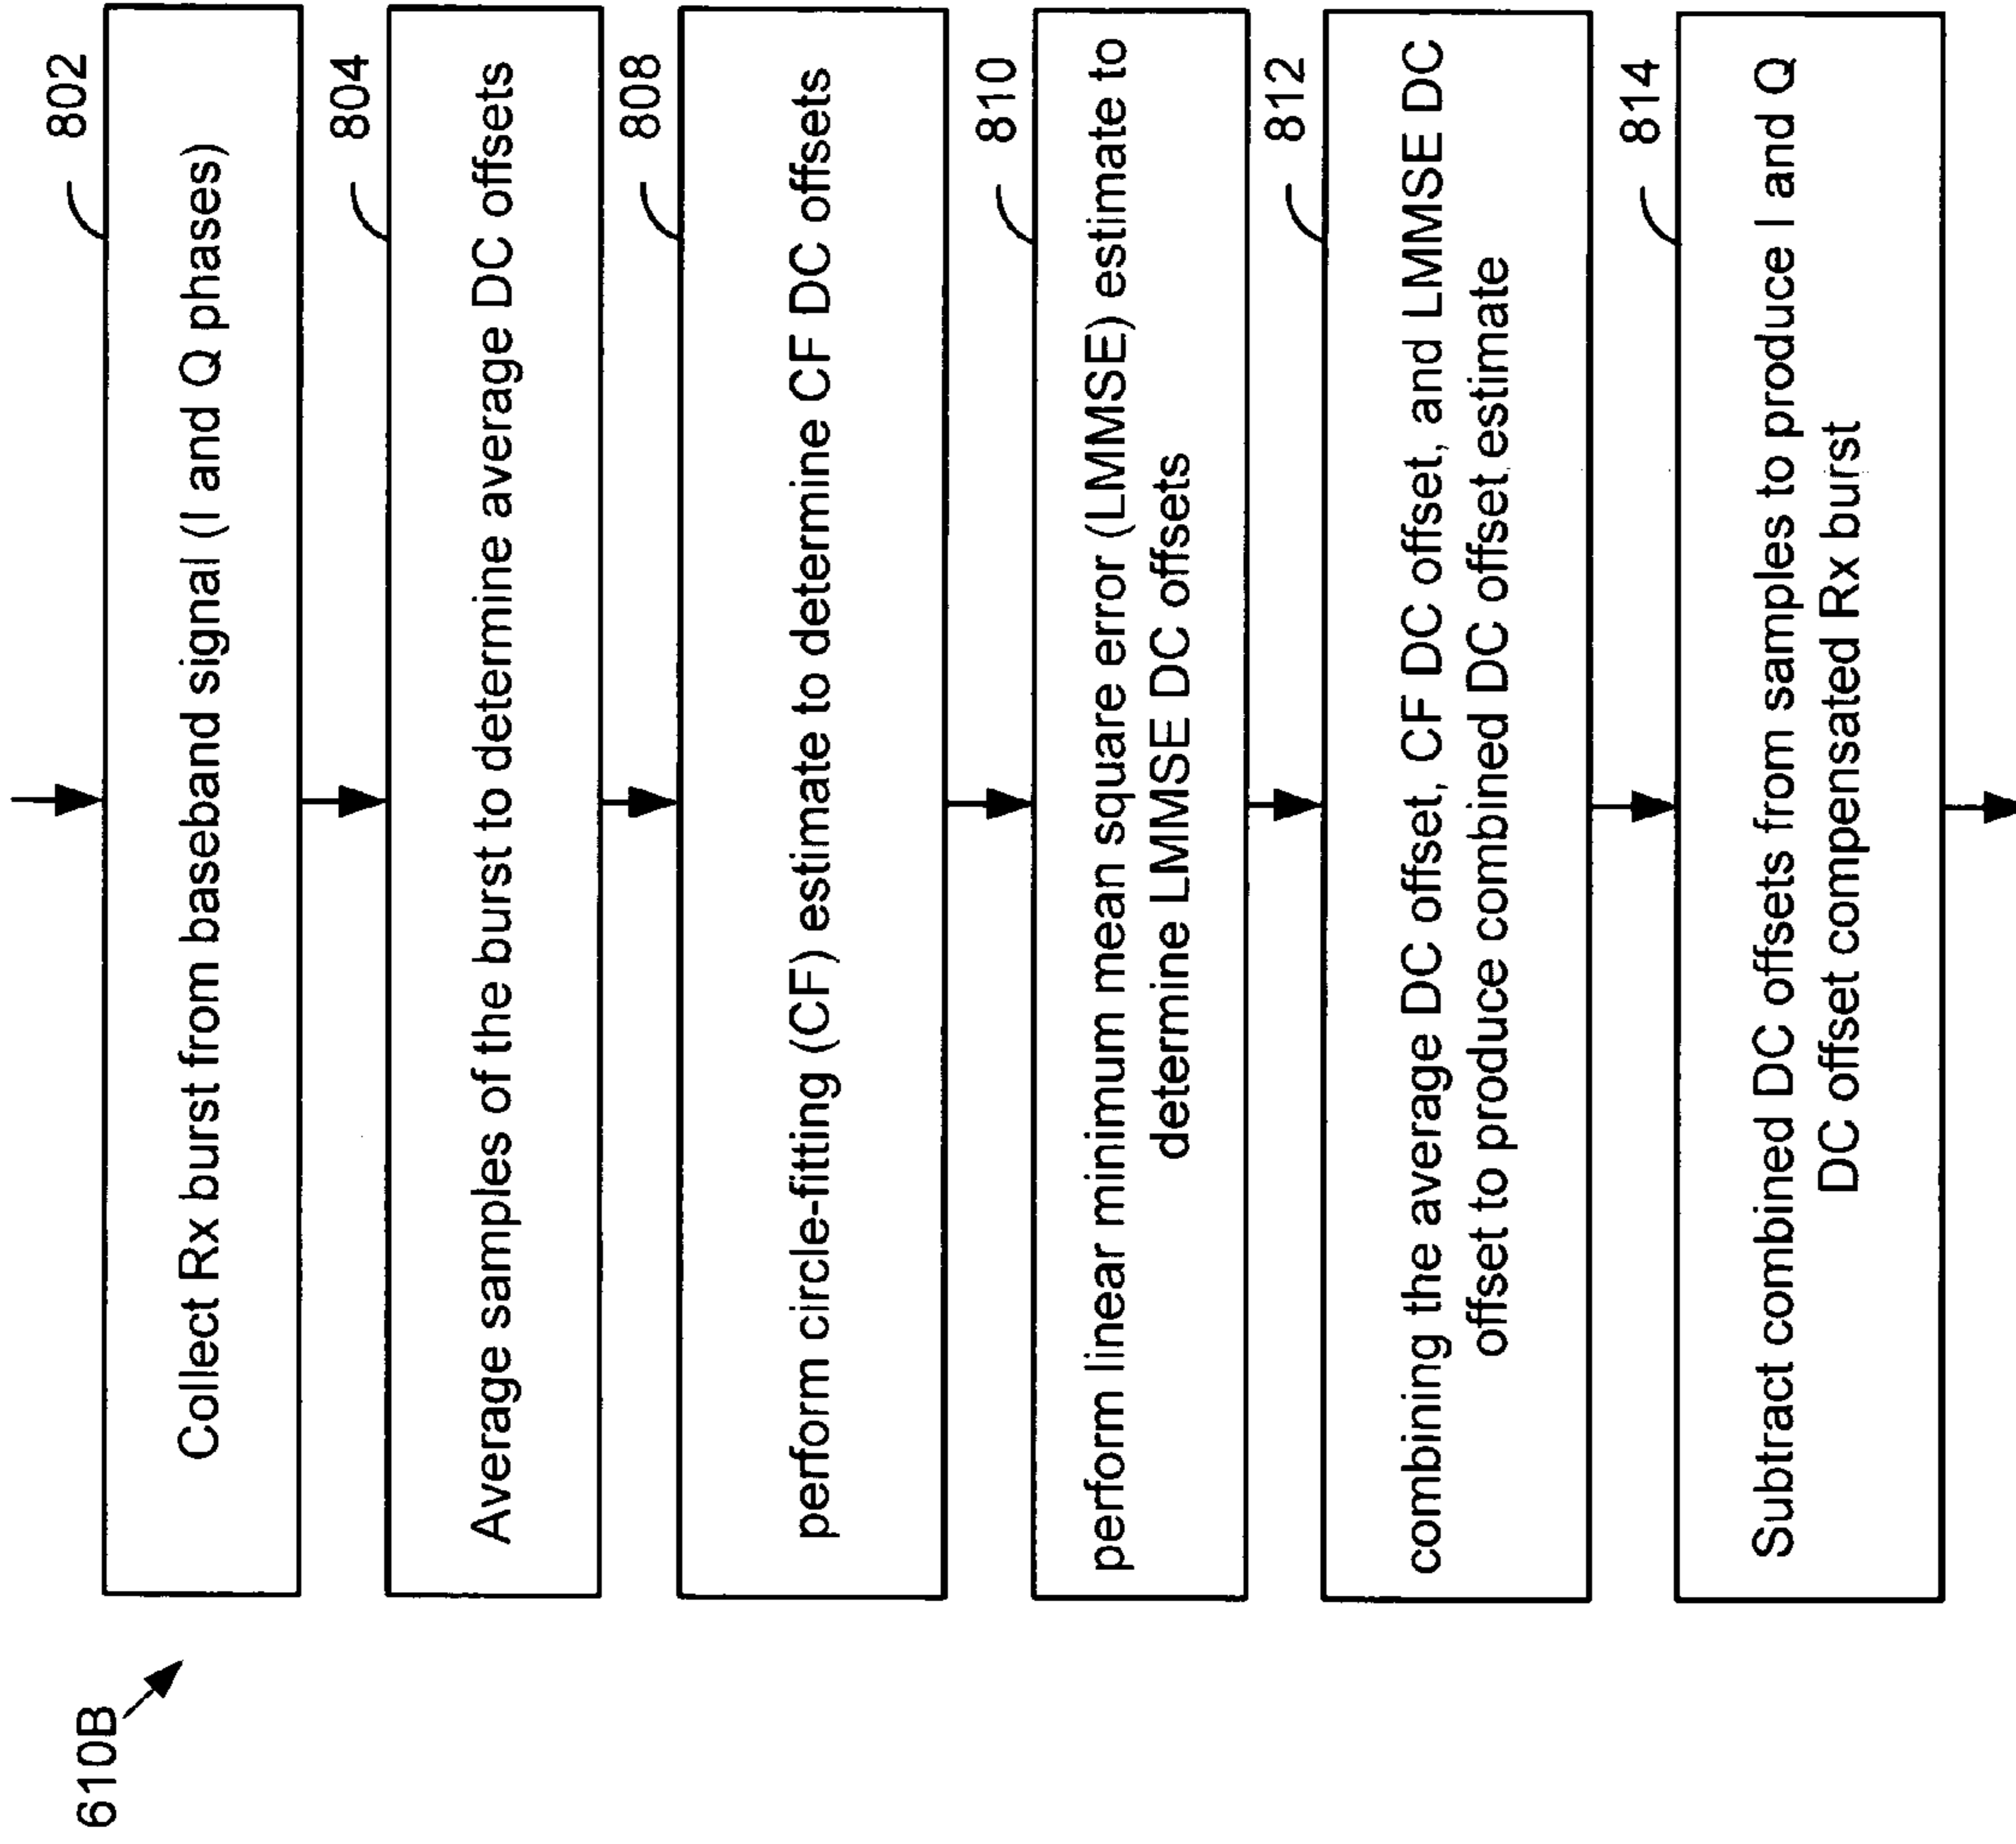 610B
802
Collect Rx burst from baseband signal (I and Q phases)
804
Average samples of the burst to determine average DC offsets
808
perform circle-fitting (CF) estimate to determine CF DC offsets
810
perform linear minimum mean square error (LMMSE) estimate to
determine LMMSE DC offsets
812
combining the average DC offset, CF DC offset, and LMMSE DC
offset to produce combined DC offset estimate
814
Subtract combined DC offsets from samples to produce I and Q
DC offset compensated Rx burst